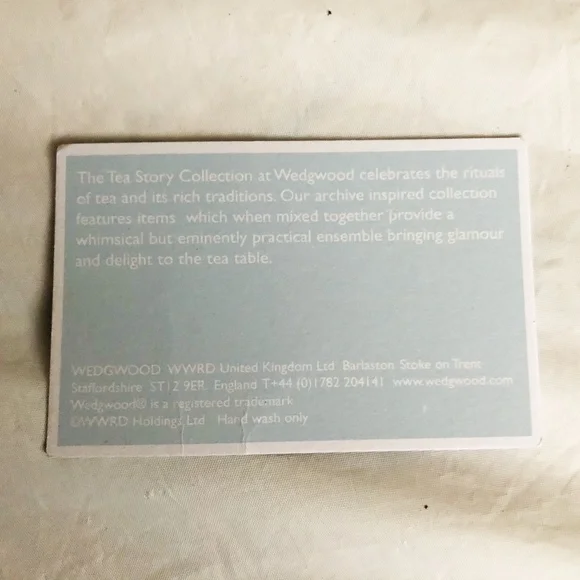 The Tea Story Collection at Wedgwood celebrates the rituals
of tea and its rich traditions. Our archive inspired collection
features items which when mixed together provide a
whimsical but eminently practical ensemble bringing glamour
and delight to the tea table.
WEDGWOOD WWRD United Kingdom Ltd Barlaston Stoke on Trent
Staffordshire ST12 9ER England T+44 (0)1782 204141 www.wedgwood.com
Wedgwood® is a registered trademark
©WWRD Holdings Ltd Hand wash only